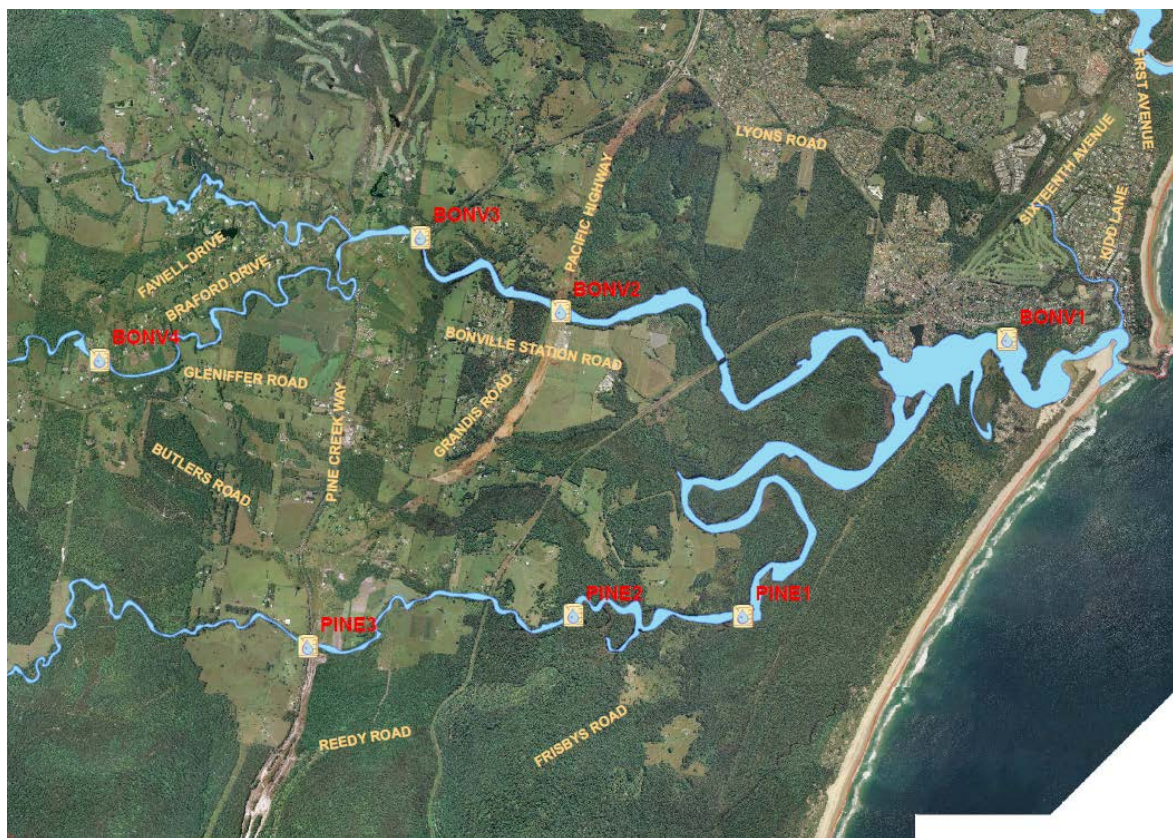 FIRST AVENUE
LYONS ROAD
SIXTEENTH AVENUE
KIDD LANE
PACIFIC HIGHWAY
BONV3
FAVIELL DRIVE
BRAFORD DRIVE
BONV2
BONV1
BONV4
BONVILLE STATION ROAD
GLENIFFER ROAD
GRANDIS ROAD
PINE CREEK WAY
BUTLERS ROAD
PINE2
PINE1
PINE3
REEDY ROAD
FRISBYS ROAD